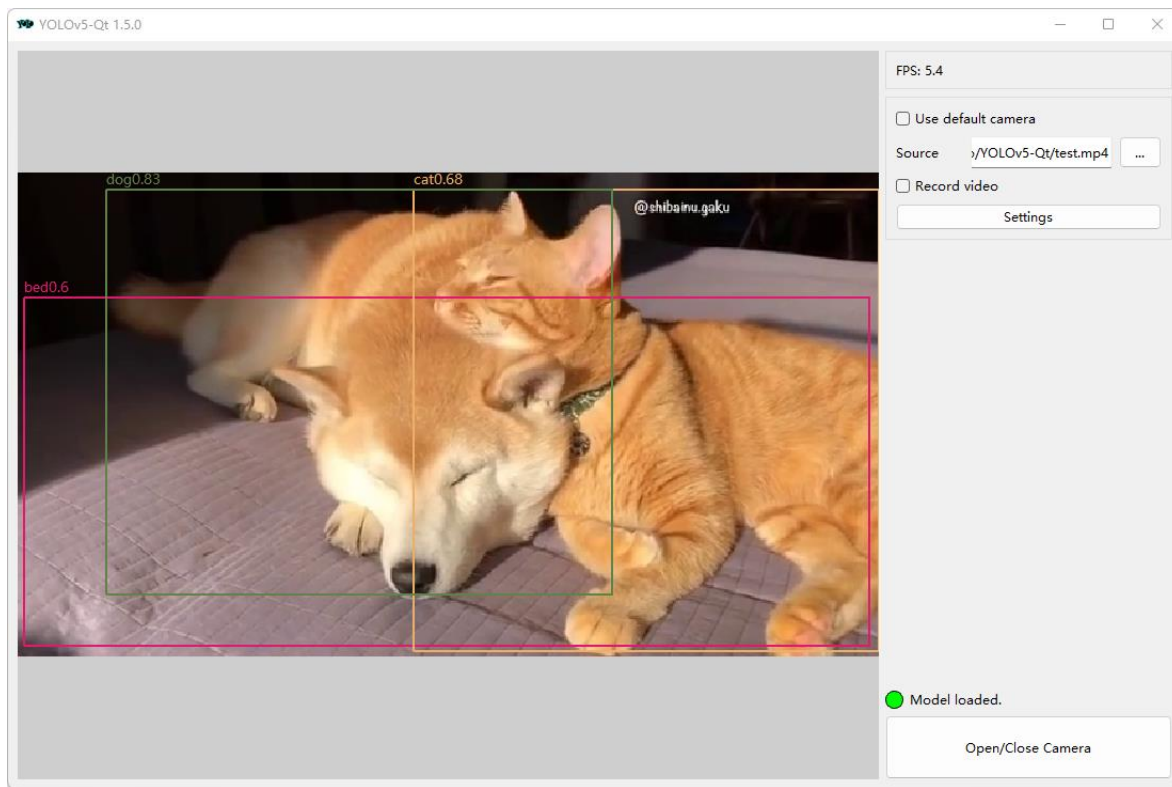 YOLOv5-Qt 1.5.0
FPS: 5.4
Use default camera
Source /YOLOv5-Qt/test.mp4 ...
Record video
Settings
dog0.83
cat0.68
@shibainu.gaku
bed0.6
Model loaded.
Open/Close Camera